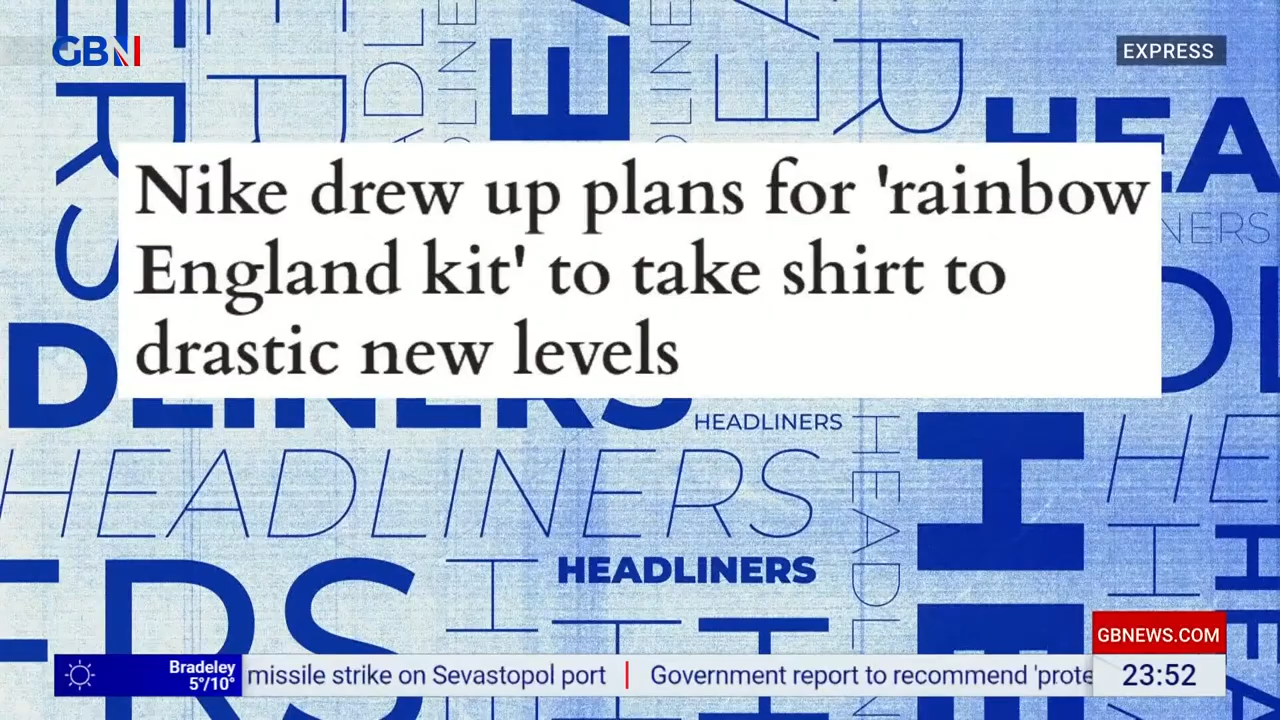 GBN
EXPRESS
Nike drew up plans for 'rainbow
England kit' to take shirt to
drastic new levels
HEADLINERS
HEADLINERS
HEADLINERS
GBNEWS.COM
Bradeley
5°/10°
missile strike on Sevastopol port | Government report to recommend 'prote
23:52